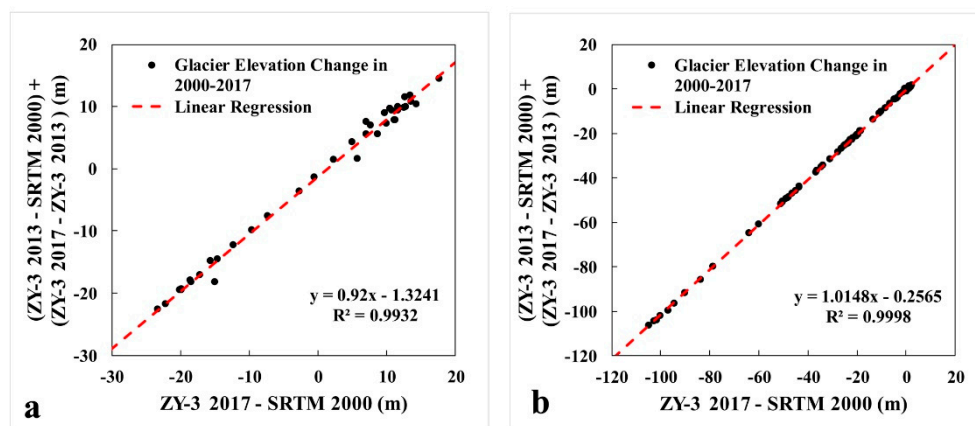 (ZY-3 2013 - SRTM 2000) +
(ZY-3 2017 - ZY-3 2013 ) (m)
20
10
0
-10
-20
-30
Glacier Elevation Change in
2000-2017
Linear Regression
y = 0.92x - 1.3241
R² = 0.9932
-30 -20 -10 0 10 20
ZY-3 2017 - SRTM 2000 (m)
a
(ZY-3 2013 - SRTM 2000) +
(ZY-3 2017 - ZY-3 2013 ) (m)
20
0
-20
-40
-60
-80
-100
-120
Glacier Elevation Change in
2000-2017
Linear Regression
y = 1.0148x - 0.2565
R² = 0.9998
-120 -100 -80 -60 -40 -20 0 20
ZY-3 2017 - SRTM 2000 (m)
b